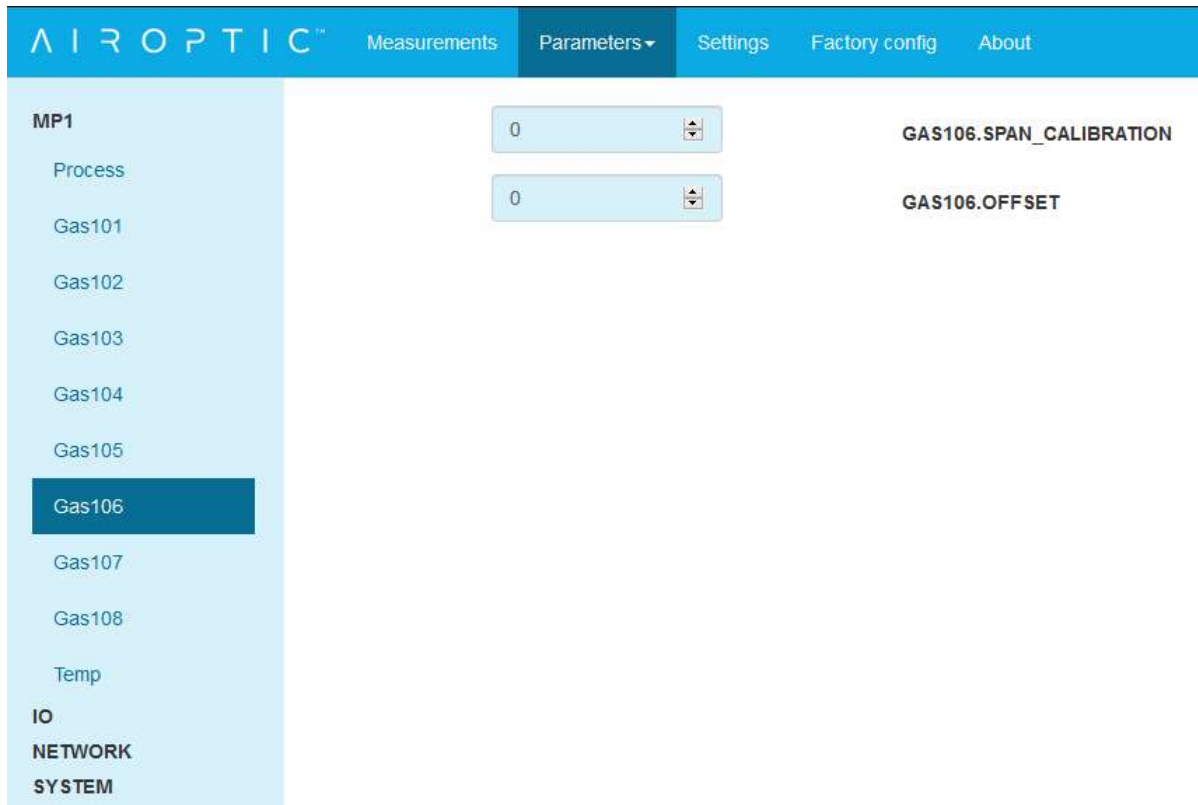 AIROPTIC™ Measurements Parameters Settings Factory config About
MP1
Process
Gas101
Gas102
Gas103
Gas104
Gas105
Gas106
Gas107
Gas108
Temp
IO
NETWORK
SYSTEM
0 GAS106.SPAN_CALIBRATION
0 GAS106.OFFSET